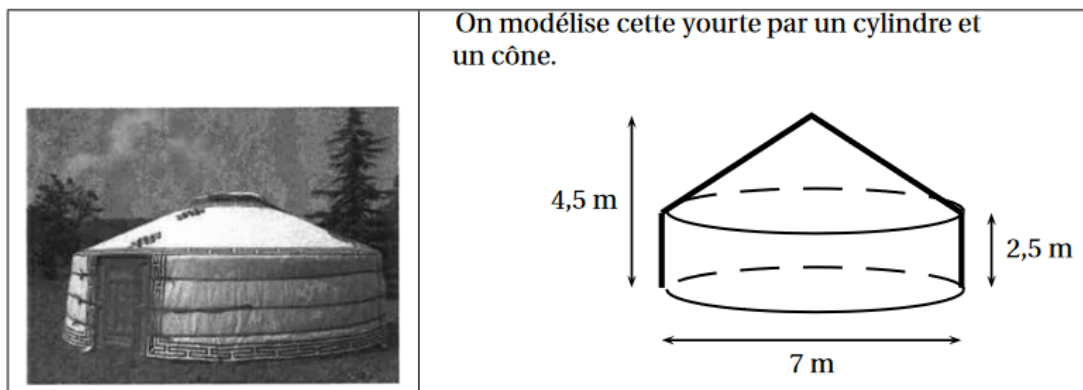 On modélise cette yourte par un cylindre et
un cône.
4,5 m
2,5 m
7 m